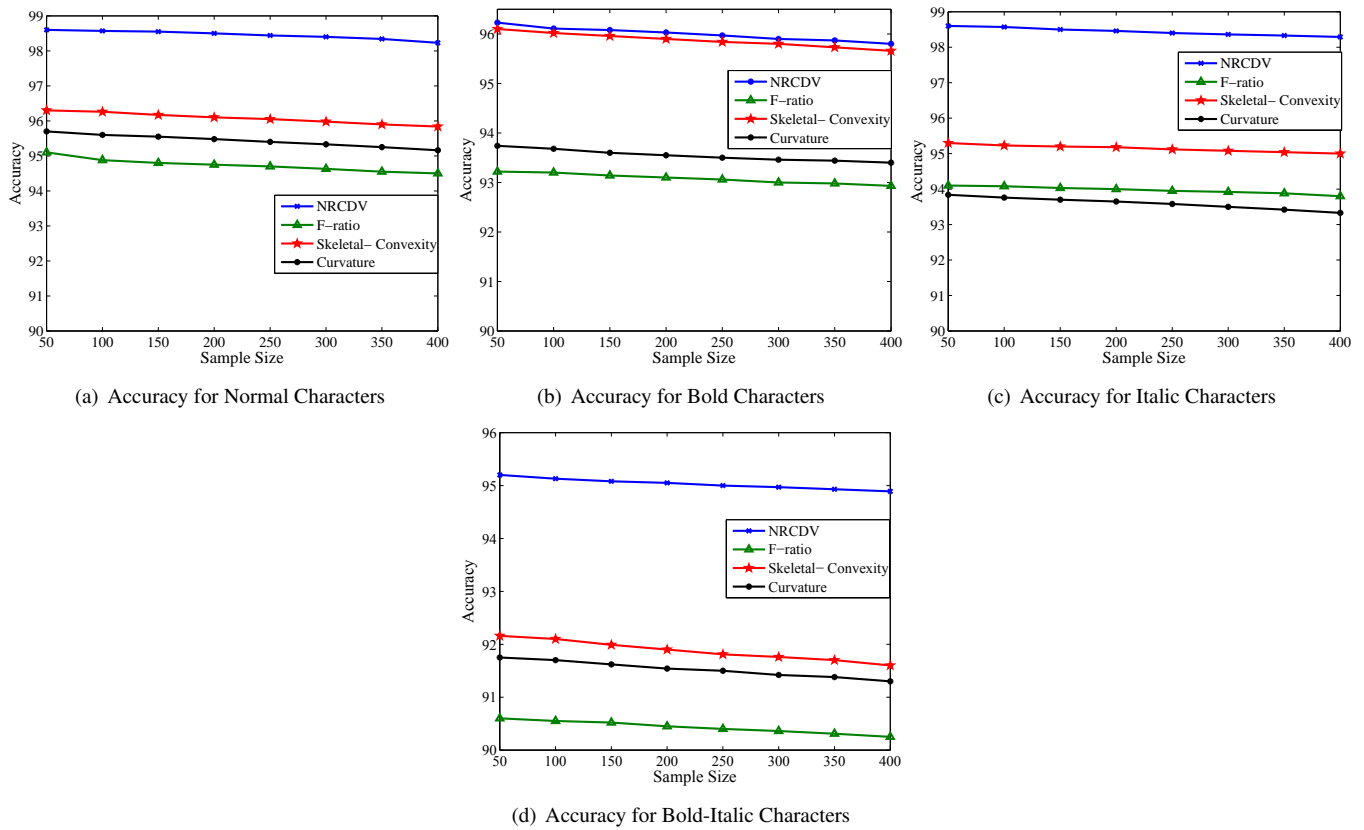 99
98
97
96
95
94
93
92
91
90
Accuracy
50 100 150 200 250 300 350 400
Sample Size
NRCDV
F−ratio
Skeletal− Convexity
Curvature
(a) Accuracy for Normal Characters
96
95
94
93
92
91
90
Accuracy
50 100 150 200 250 300 350 400
Sample Size
NRCDV
F−ratio
Skeletal− Convexity
Curvature
(b) Accuracy for Bold Characters
99
98
97
96
95
94
93
92
91
90
Accuracy
50 100 150 200 250 300 350 400
Sample Size
NRCDV
F−ratio
Skeletal− Convexity
Curvature
(c) Accuracy for Italic Characters
96
95
94
93
92
91
90
Accuracy
50 100 150 200 250 300 350 400
Sample Size
NRCDV
F−ratio
Skeletal− Convexity
Curvature
(d) Accuracy for Bold-Italic Characters